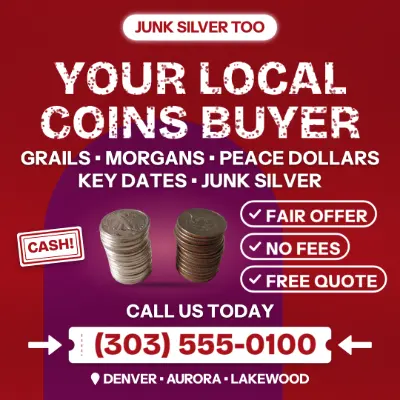 JUNK SILVER TOO
YOUR LOCAL
COINS BUYER
GRAILS ▪ MORGANS ▪ PEACE DOLLARS
KEY DATES ▪ JUNK SILVER
CASH!
FAIR OFFER
NO FEES
FREE QUOTE
CALL US TODAY
(303) 555-0100
DENVER ▪ AURORA ▪ LAKEWOOD